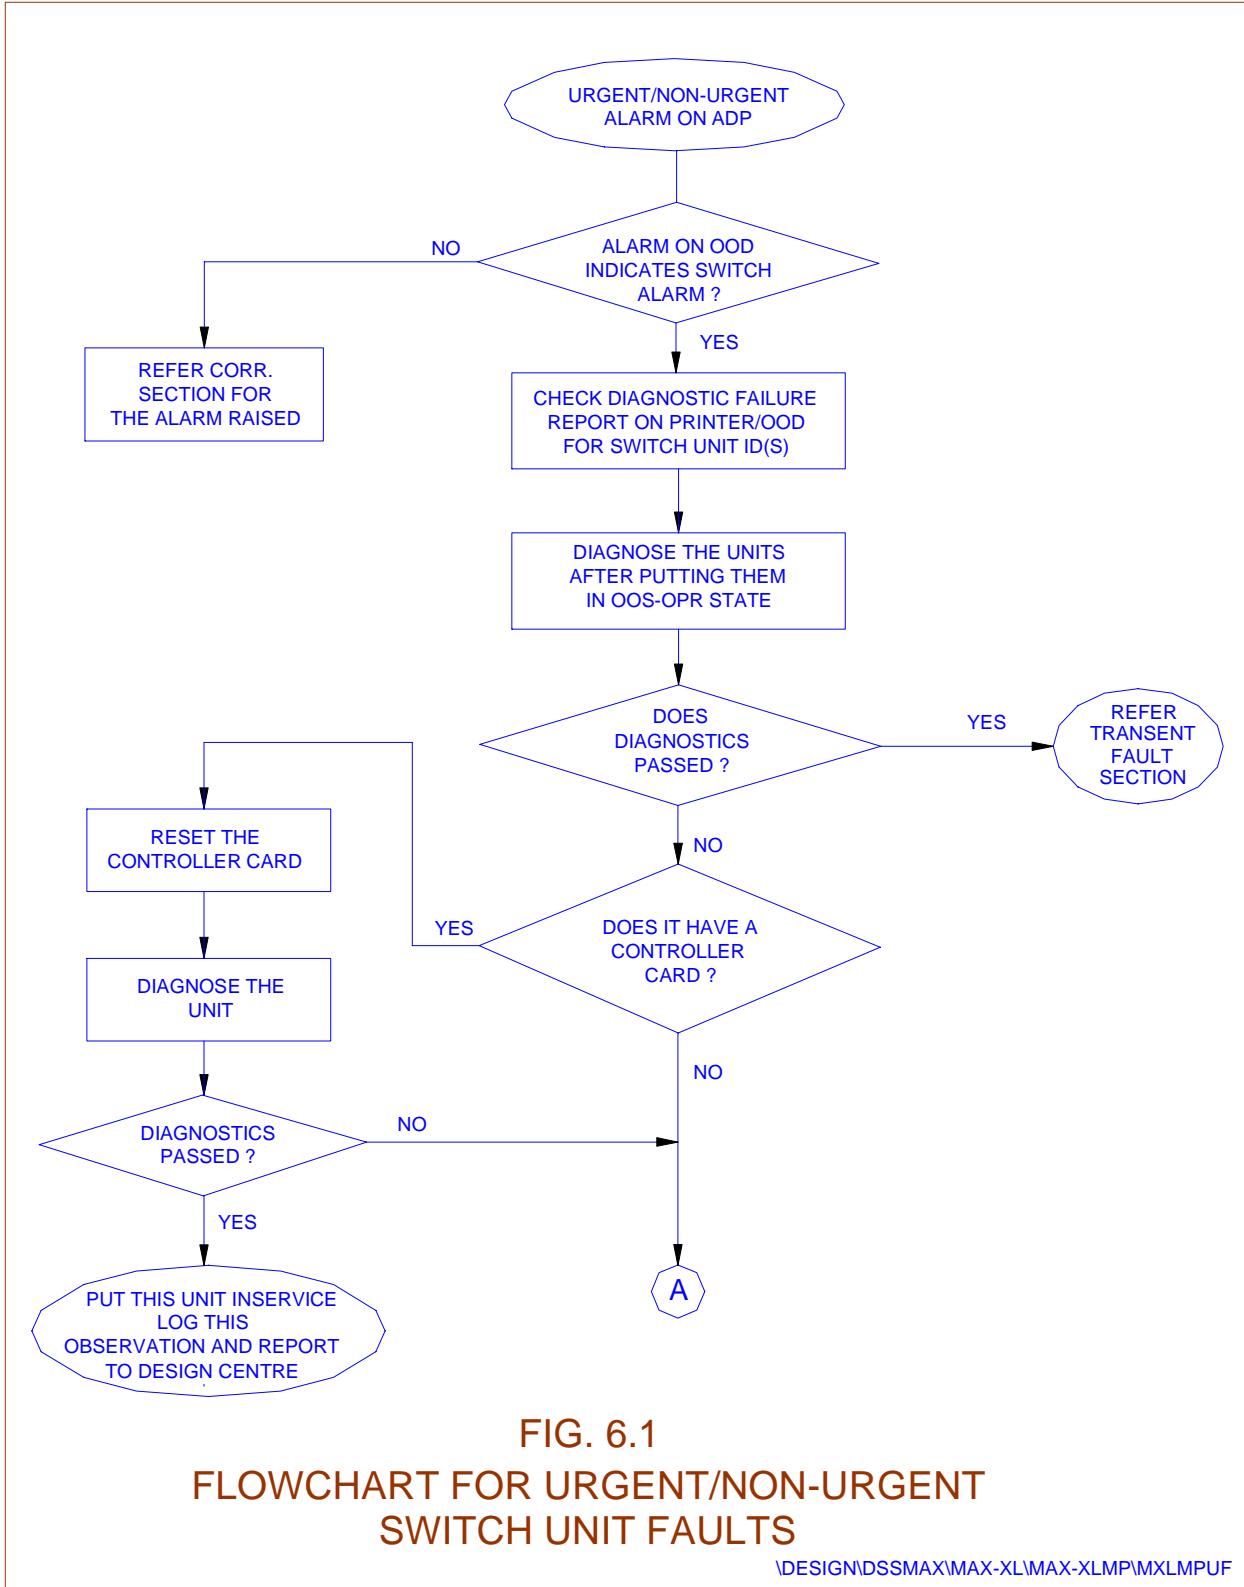 URGENT/NON-URGENT
ALARM ON ADP
ALARM ON OOD
INDICATES SWITCH
ALARM ?
NO
YES
REFER CORR.
SECTION FOR
THE ALARM RAISED
CHECK DIAGNOSTIC FAILURE
REPORT ON PRINTER/OOD
FOR SWITCH UNIT ID(S)
DIAGNOSE THE UNITS
AFTER PUTTING THEM
IN OOS-OPR STATE
DOES
DIAGNOSTICS
PASSED ?
YES
REFER
TRANSENT
FAULT
SECTION
NO
RESET THE
CONTROLLER CARD
YES
DOES IT HAVE A
CONTROLLER
CARD ?
DIAGNOSE THE
UNIT
NO
DIAGNOSTICS
PASSED ?
NO
YES
PUT THIS UNIT INSERVICE
LOG THIS
OBSERVATION AND REPORT
TO DESIGN CENTRE
A
FIG. 6.1
FLOWCHART FOR URGENT/NON-URGENT
SWITCH UNIT FAULTS
\DESIGN\DSSMAX\MAX-XL\MAX-XLMP\MXLMPUF